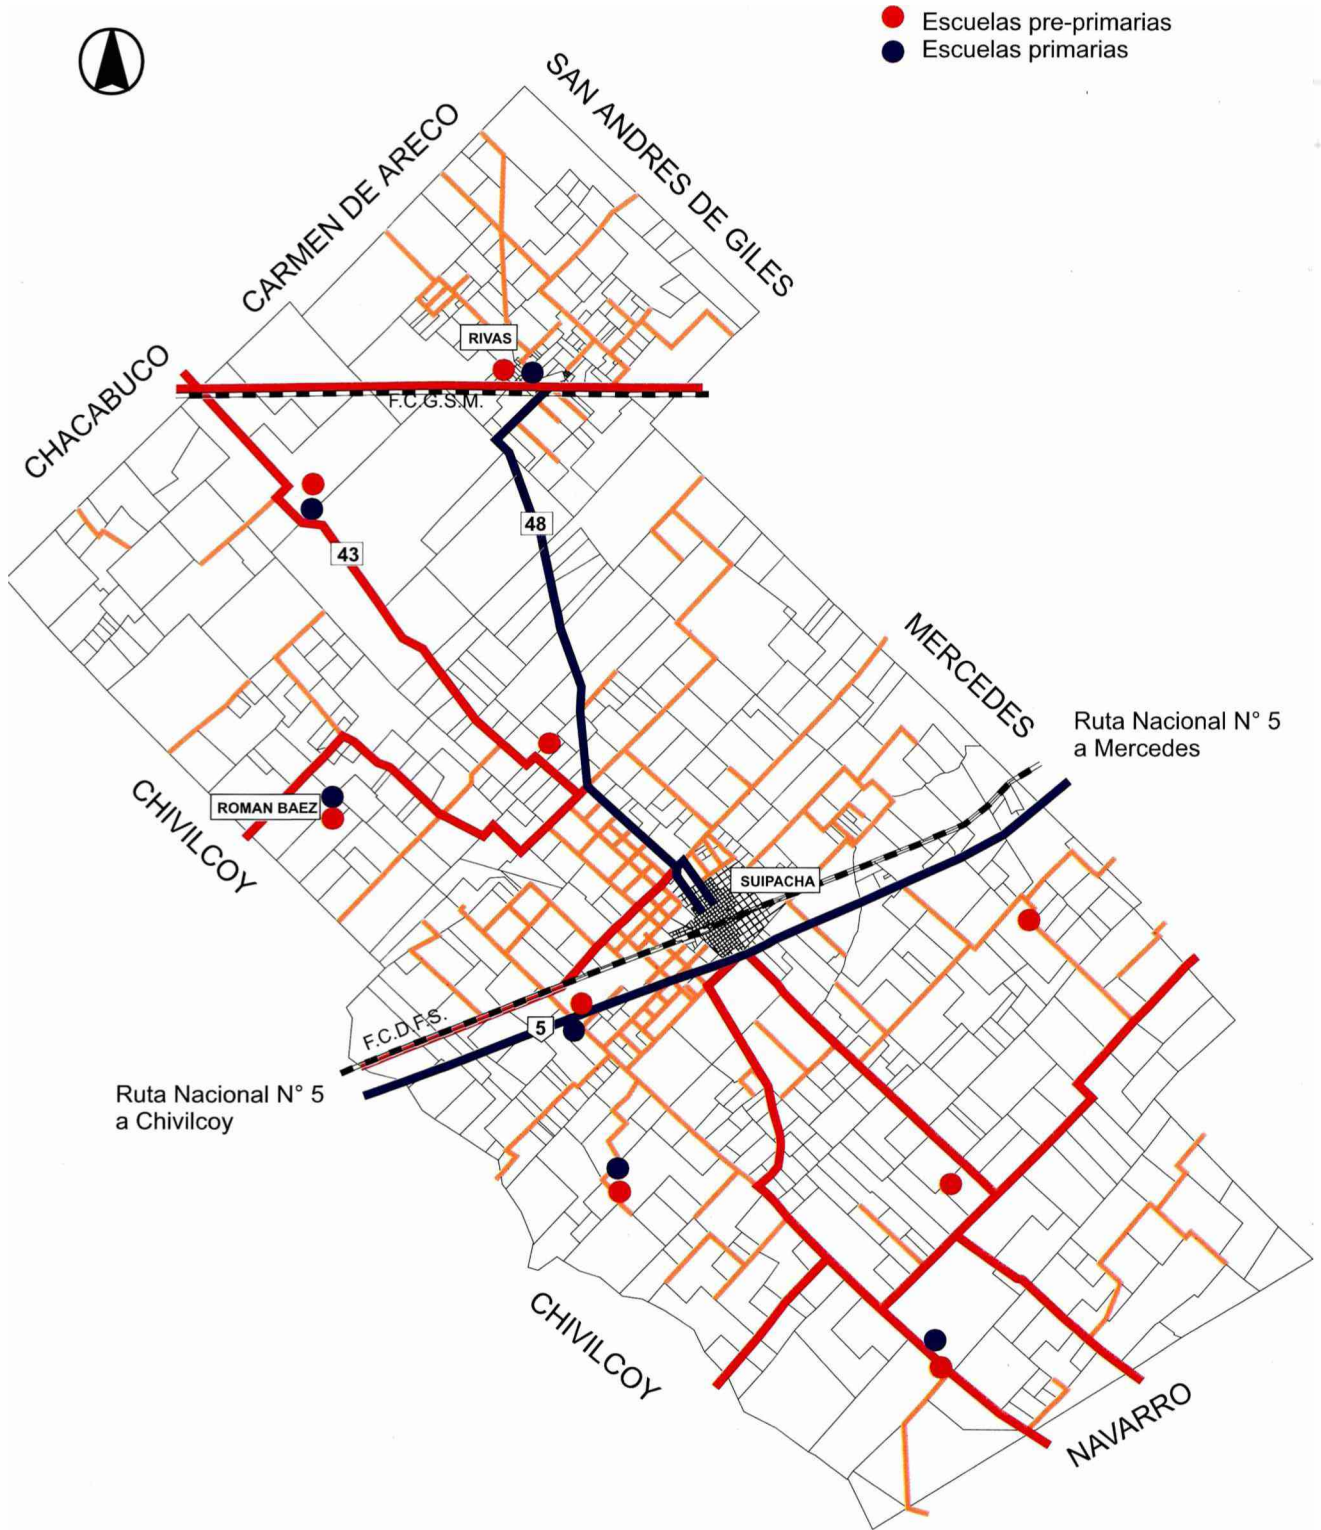 Escuelas pre-primarias
Escuelas primarias
SAN ANDRES DE GILES
CARMEN DE ARECO
RIVAS
CHACABUCO
F.C.G.S.M.
48
43
MERCEDES
Ruta Nacional N° 5
a Mercedes
CHIVILCOY
ROMAN BAEZ
SUIPACHA
F.C.D.F.S.
5
Ruta Nacional N° 5
a Chivilcoy
CHIVILCOY
NAVARRO